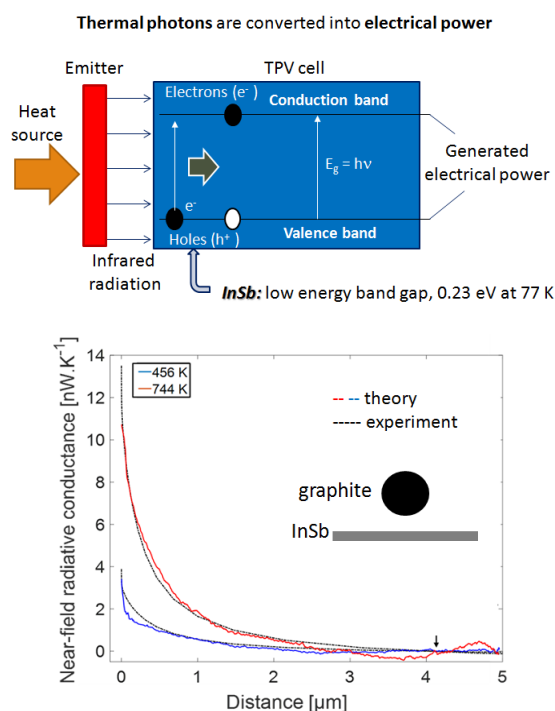 Thermal photons are converted into electrical power
Emitter
TPV cell
Heat
source
Electrons (e- )
Conduction band
Eg = hν
Generated
electrical power
e-
Holes (h+ )
Valence band
Infrared
radiation
InSb: low energy band gap, 0.23 eV at 77 K
Near-field radiative conductance [nW.K-1]
14
12
10
8
6
4
2
0
456 K
744 K
theory
experiment
graphite
InSb
0
1
2
3
4
5
Distance [µm]